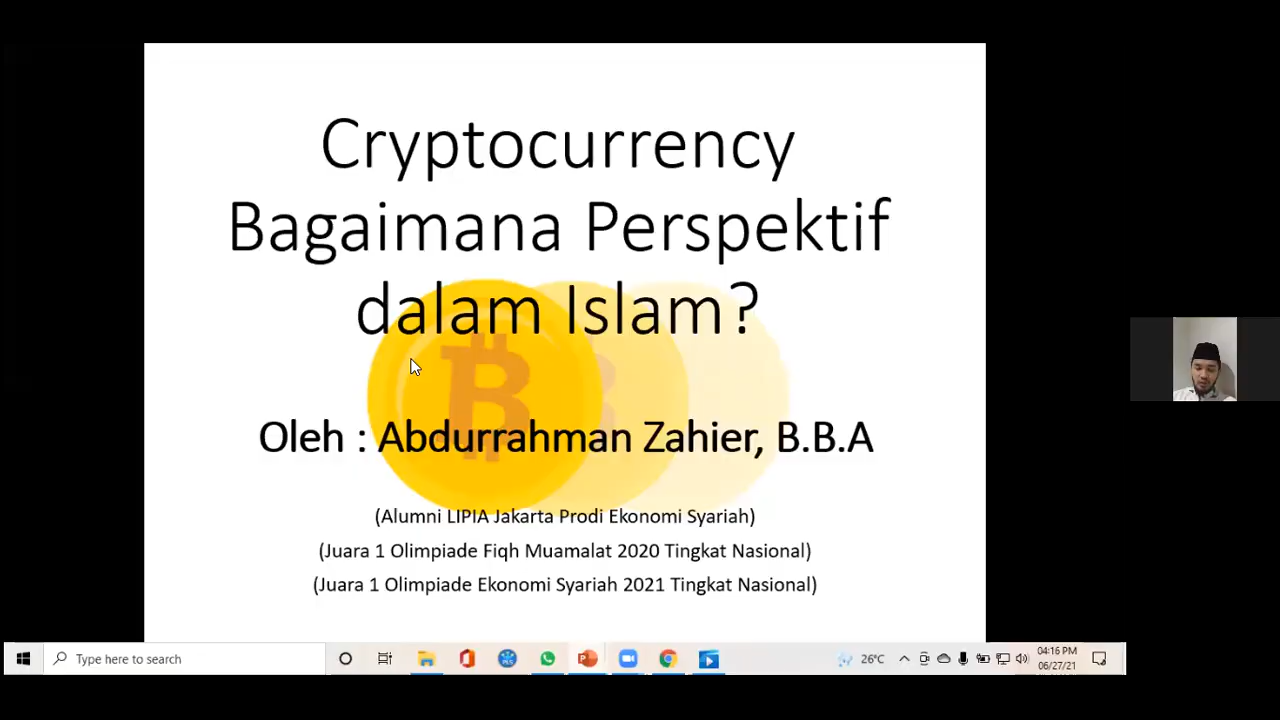 Cryptocurrency
Bagaimana Perspektif
dalam Islam?
Oleh : Abdurrahman Zahier, B.B.A
(Alumni LIPIA Jakarta Prodi Ekonomi Syariah)
(Juara 1 Olimpiade Fiqh Muamalat 2020 Tingkat Nasional)
(Juara 1 Olimpiade Ekonomi Syariah 2021 Tingkat Nasional)
Type here to search
26°C
04:16 PM
06/27/21